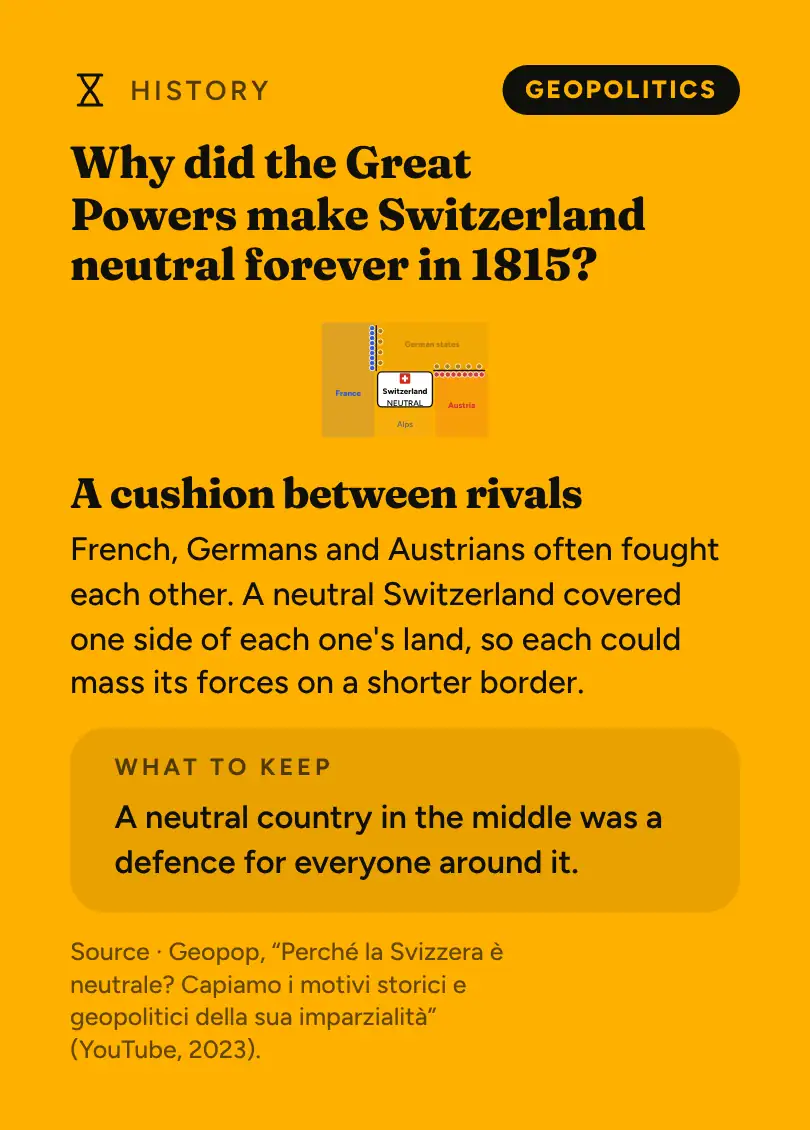 HISTORY
GEOPOLITICS
Why did the Great
Powers make Switzerland
neutral forever in 1815?
German states
France
Switzerland
NEUTRAL
Austria
Alps
A cushion between rivals
French, Germans and Austrians often fought
each other. A neutral Switzerland covered
one side of each one's land, so each could
mass its forces on a shorter border.
WHAT TO KEEP
A neutral country in the middle was a
defence for everyone around it.
Source · Geopop, “Perché la Svizzera è
neutrale? Capiamo i motivi storici e
geopolitici della sua imparzialità”
(YouTube, 2023).